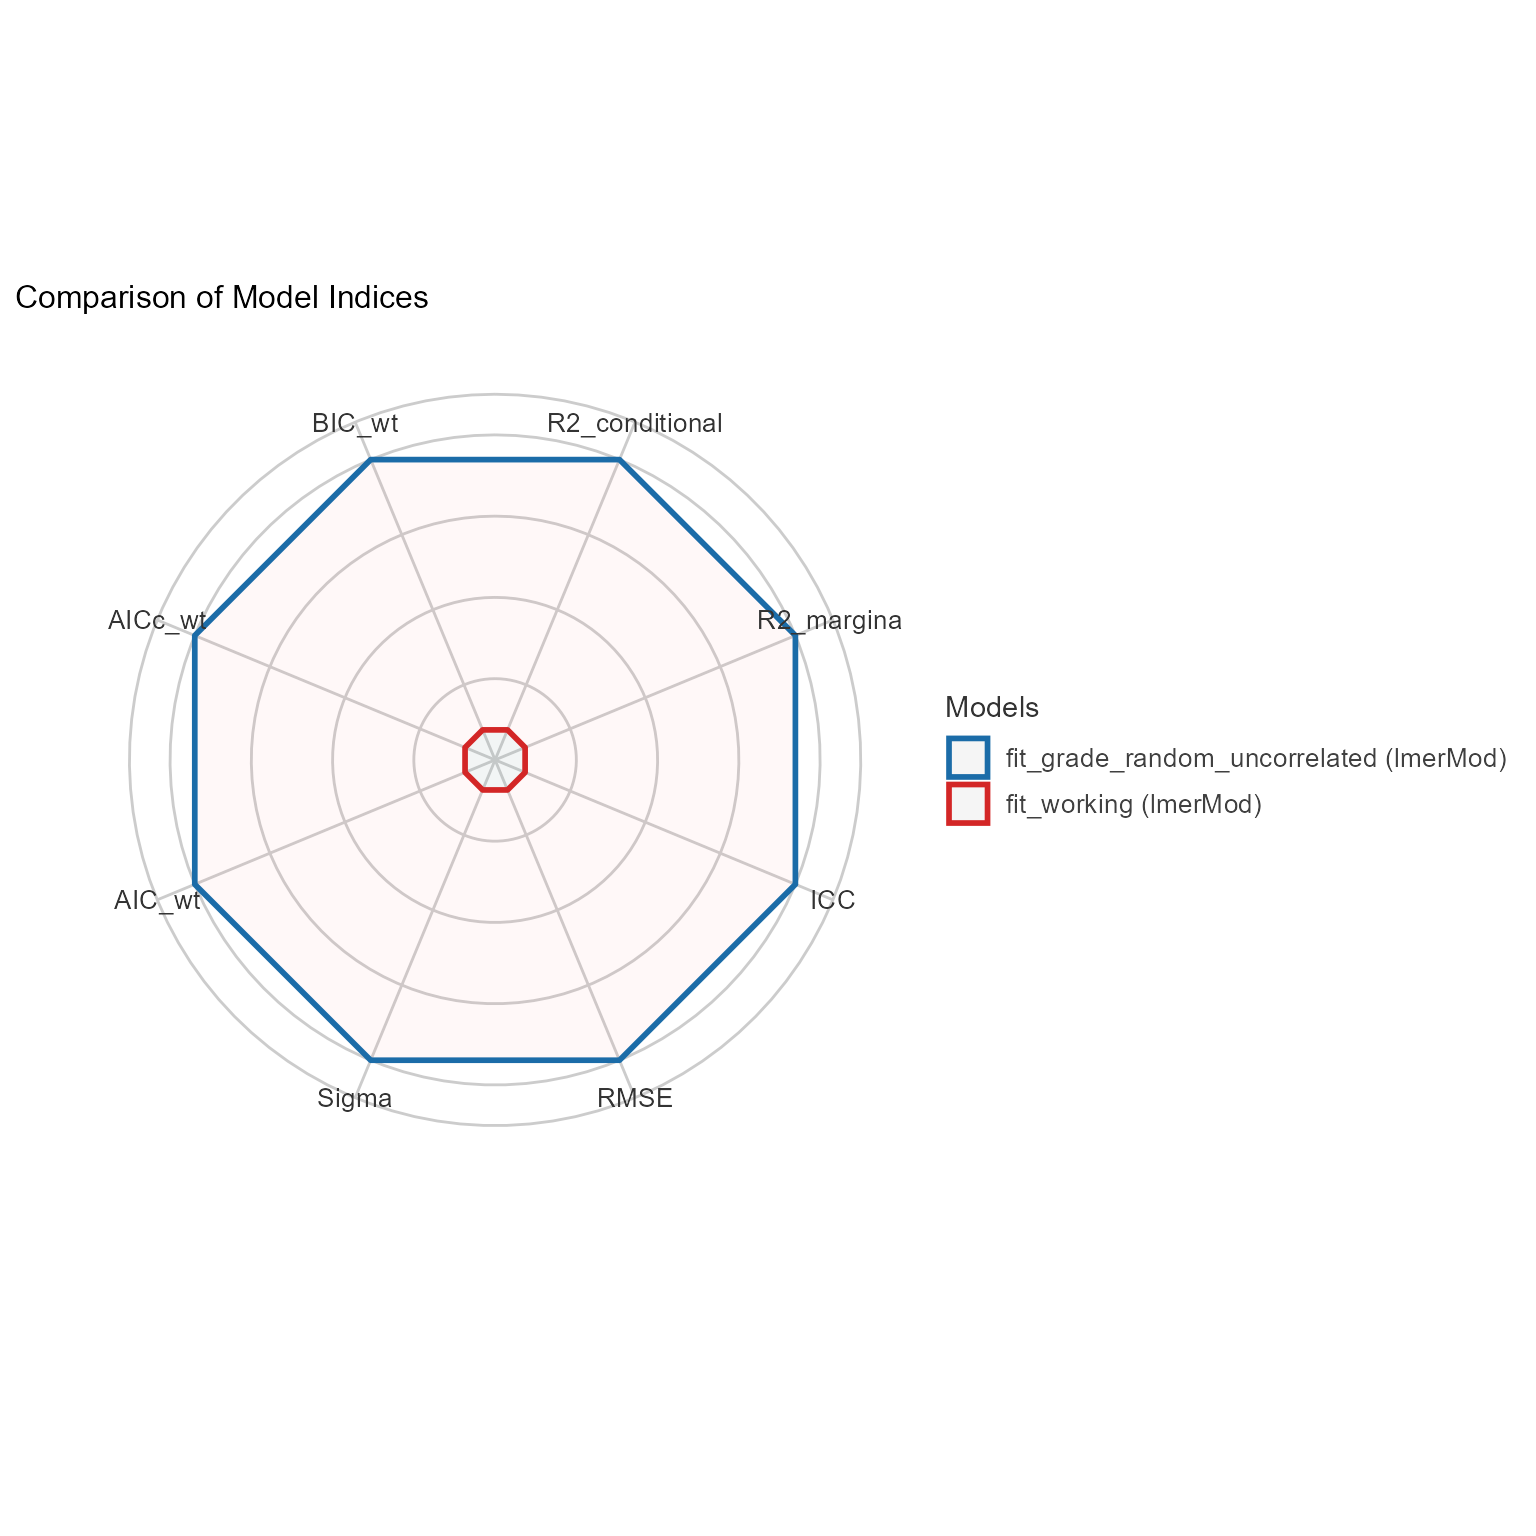 Comparison of Model Indices
BIC_wt
R2_conditional
AICc_wt
R2_margina
AIC_wt
ICC
Sigma
RMSE
Models
fit_grade_random_uncorrelated (lmerMod)
fit_working (lmerMod)